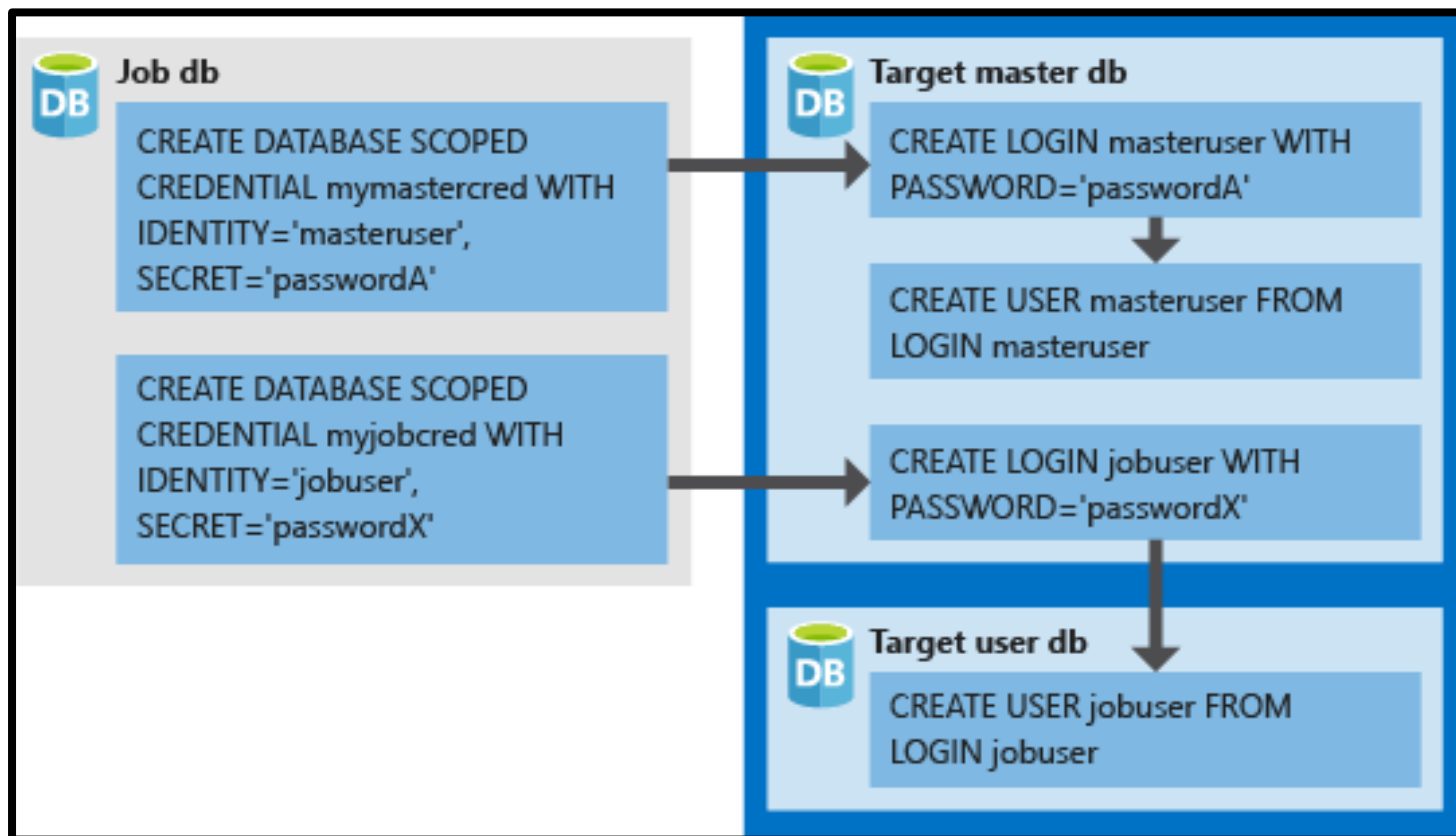 DB
Job db
CREATE DATABASE SCOPED
CREDENTIAL mymastercred WITH
IDENTITY='masteruser',
SECRET='passwordA'
CREATE DATABASE SCOPED
CREDENTIAL myjobcred WITH
IDENTITY='jobuser',
SECRET='passwordX'
DB
Target master db
CREATE LOGIN masteruser WITH
PASSWORD='passwordA'
CREATE USER masteruser FROM
LOGIN masteruser
CREATE LOGIN jobuser WITH
PASSWORD='passwordX'
DB
Target user db
CREATE USER jobuser FROM
LOGIN jobuser